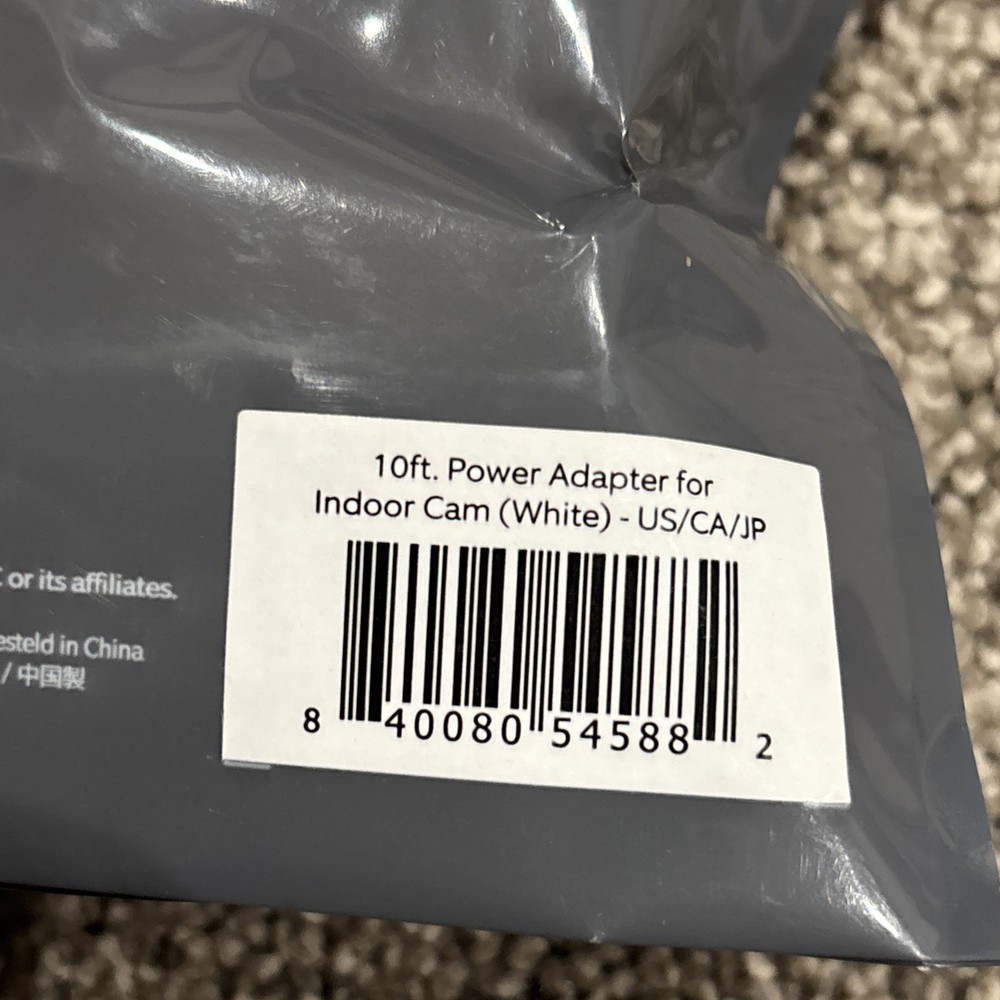 10ft. Power Adapter for
Indoor Cam (White) - US/CA/JP
8 40080 54588 2
or its affiliates.
esteld in China
/ 中国製